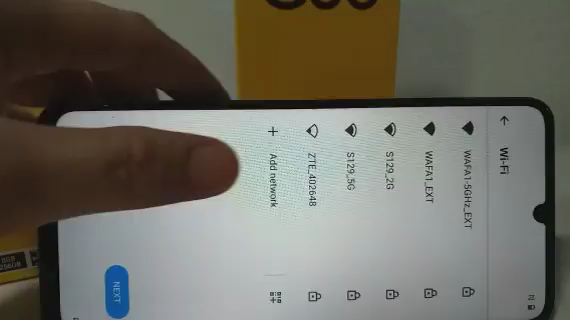 Wi-Fi
WAFA1-5GHz_EXT
WAFA1_EXT
S129_2G
S129_5G
ZTE_402648
Add network
NEXT